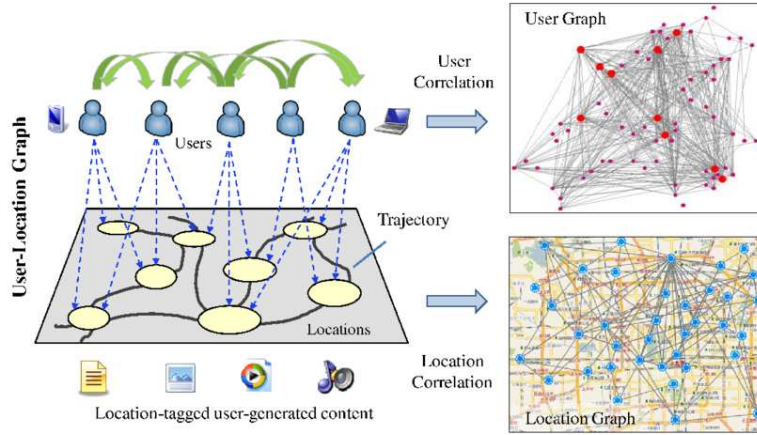 User-Location Graph
Users
Trajectory
Locations
Location-tagged user-generated content
User
Correlation
Location
Correlation
User Graph
Location Graph